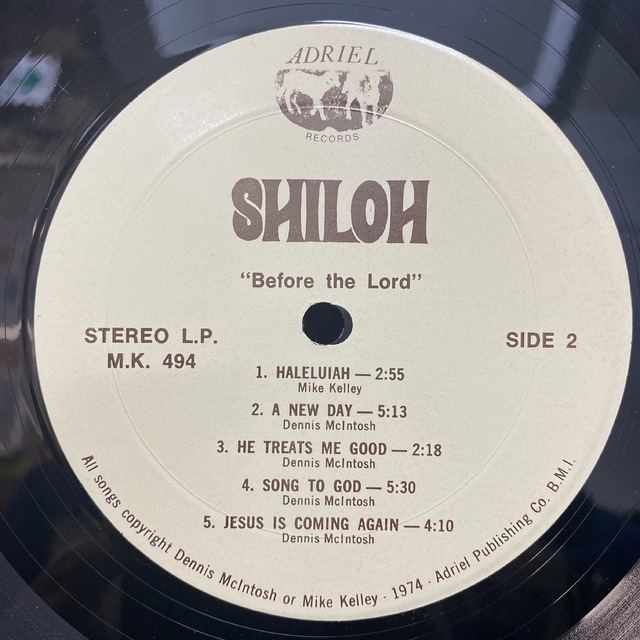 ADRIEL
RECORDS
SHILOH
“Before the Lord”
STEREO L.P.
M.K. 494
SIDE 2
1. HALELUIAH — 2:55
Mike Kelley
2. A NEW DAY — 5:13
Dennis McIntosh
3. HE TREATS ME GOOD — 2:18
Dennis McIntosh
4. SONG TO GOD — 5:30
Dennis McIntosh
5. JESUS IS COMING AGAIN — 4:10
Dennis McIntosh
All songs copyright Dennis McIntosh or Mike Kelley · 1974 · Adriel Publishing Co. B.M.I.